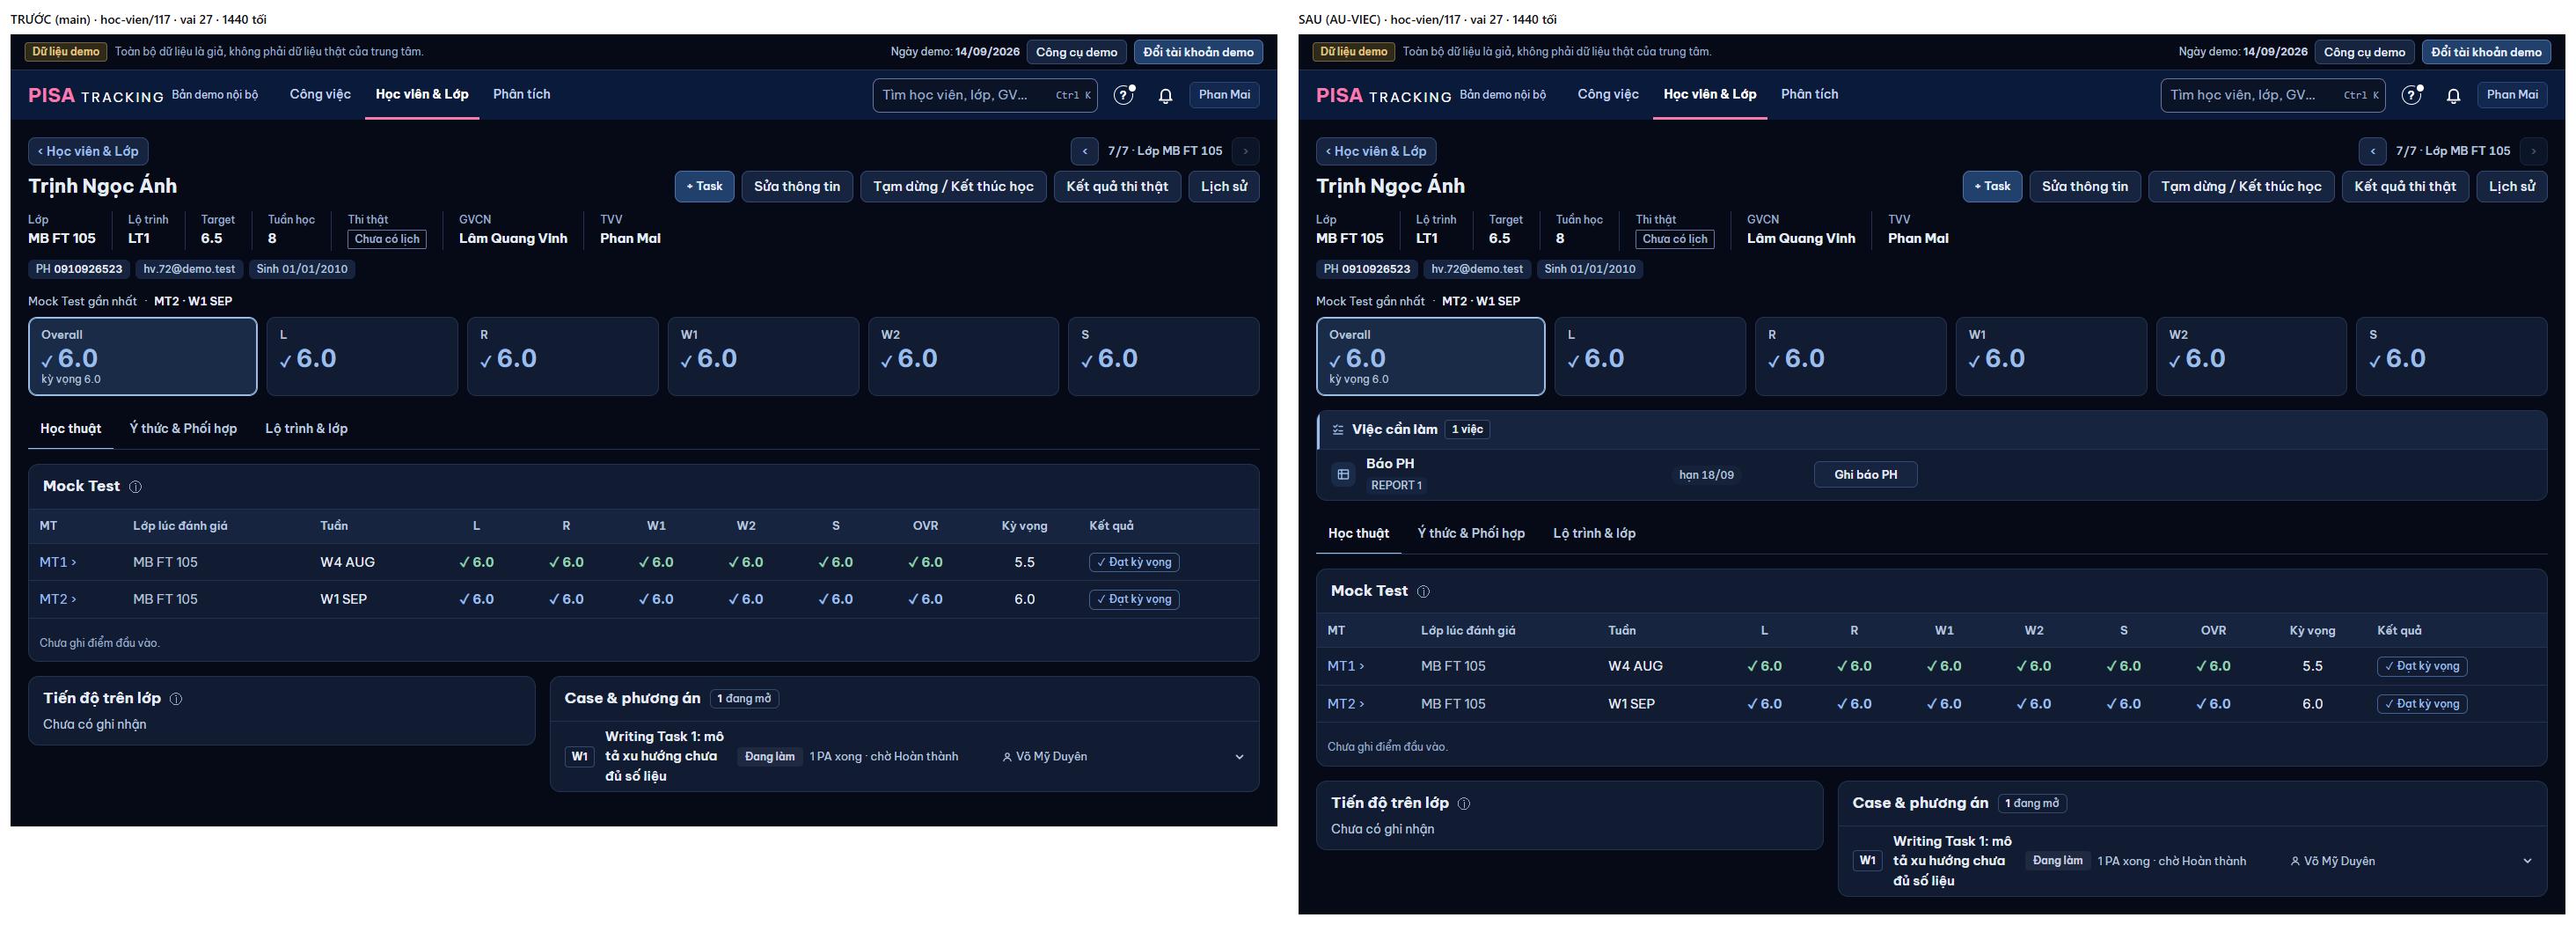 TRƯỚC (main) · hoc-vien/117 · vai 27 · 1440 tối
Dữ liệu demo Toàn bộ dữ liệu là giả, không phải dữ liệu thật của trung tâm. Ngày demo: 14/09/2026 Công cụ demo Đổi tài khoản demo
PISA TRACKING Bản demo nội bộ Công việc Học viên & Lớp Phân tích Tìm học viên, lớp, GV... Ctrl K ? Phan Mai
‹ Học viên & Lớp ‹ 7/7 · Lớp MB FT 105 ›
Trịnh Ngọc Ánh + Task Sửa thông tin Tạm dừng / Kết thúc học Kết quả thi thật Lịch sử
Lớp Lộ trình Target Tuần học Thi thật GVCN TVV
MB FT 105 LT1 6.5 8 Chưa có lịch Lâm Quang Vinh Phan Mai
PH 0910926523 hv.72@demo.test Sinh 01/01/2010
Mock Test gần nhất · MT2 · W1 SEP
Overall L R W1 W2 S
✓ 6.0 ✓ 6.0 ✓ 6.0 ✓ 6.0 ✓ 6.0 ✓ 6.0
kỳ vọng 6.0
Học thuật Ý thức & Phối hợp Lộ trình & lớp
Mock Test
MT Lớp lúc đánh giá Tuần L R W1 W2 S OVR Kỳ vọng Kết quả
MT1 › MB FT 105 W4 AUG ✓ 6.0 ✓ 6.0 ✓ 6.0 ✓ 6.0 ✓ 6.0 ✓ 6.0 5.5 ✓ Đạt kỳ vọng
MT2 › MB FT 105 W1 SEP ✓ 6.0 ✓ 6.0 ✓ 6.0 ✓ 6.0 ✓ 6.0 ✓ 6.0 6.0 ✓ Đạt kỳ vọng
Chưa ghi điểm đầu vào.
Tiến độ trên lớp
Chưa có ghi nhận
Case & phương án 1 đang mở
W1 Writing Task 1: mô
tả xu hướng chưa Đang làm 1 PA xong · chờ Hoàn thành Võ Mỹ Duyên
đủ số liệu
SAU (AU-VIEC) · hoc-vien/117 · vai 27 · 1440 tối
Dữ liệu demo Toàn bộ dữ liệu là giả, không phải dữ liệu thật của trung tâm. Ngày demo: 14/09/2026 Công cụ demo Đổi tài khoản demo
PISA TRACKING Bản demo nội bộ Công việc Học viên & Lớp Phân tích Tìm học viên, lớp, GV... Ctrl K ? Phan Mai
‹ Học viên & Lớp ‹ 7/7 · Lớp MB FT 105 ›
Trịnh Ngọc Ánh + Task Sửa thông tin Tạm dừng / Kết thúc học Kết quả thi thật Lịch sử
Lớp Lộ trình Target Tuần học Thi thật GVCN TVV
MB FT 105 LT1 6.5 8 Chưa có lịch Lâm Quang Vinh Phan Mai
PH 0910926523 hv.72@demo.test Sinh 01/01/2010
Mock Test gần nhất · MT2 · W1 SEP
Overall L R W1 W2 S
✓ 6.0 ✓ 6.0 ✓ 6.0 ✓ 6.0 ✓ 6.0 ✓ 6.0
kỳ vọng 6.0
Việc cần làm 1 việc
Báo PH
REPORT 1 hạn 18/09 Ghi báo PH
Học thuật Ý thức & Phối hợp Lộ trình & lớp
Mock Test
MT Lớp lúc đánh giá Tuần L R W1 W2 S OVR Kỳ vọng Kết quả
MT1 › MB FT 105 W4 AUG ✓ 6.0 ✓ 6.0 ✓ 6.0 ✓ 6.0 ✓ 6.0 ✓ 6.0 5.5 ✓ Đạt kỳ vọng
MT2 › MB FT 105 W1 SEP ✓ 6.0 ✓ 6.0 ✓ 6.0 ✓ 6.0 ✓ 6.0 ✓ 6.0 6.0 ✓ Đạt kỳ vọng
Chưa ghi điểm đầu vào.
Tiến độ trên lớp
Chưa có ghi nhận
Case & phương án 1 đang mở
W1 Writing Task 1: mô
tả xu hướng chưa Đang làm 1 PA xong · chờ Hoàn thành Võ Mỹ Duyên
đủ số liệu